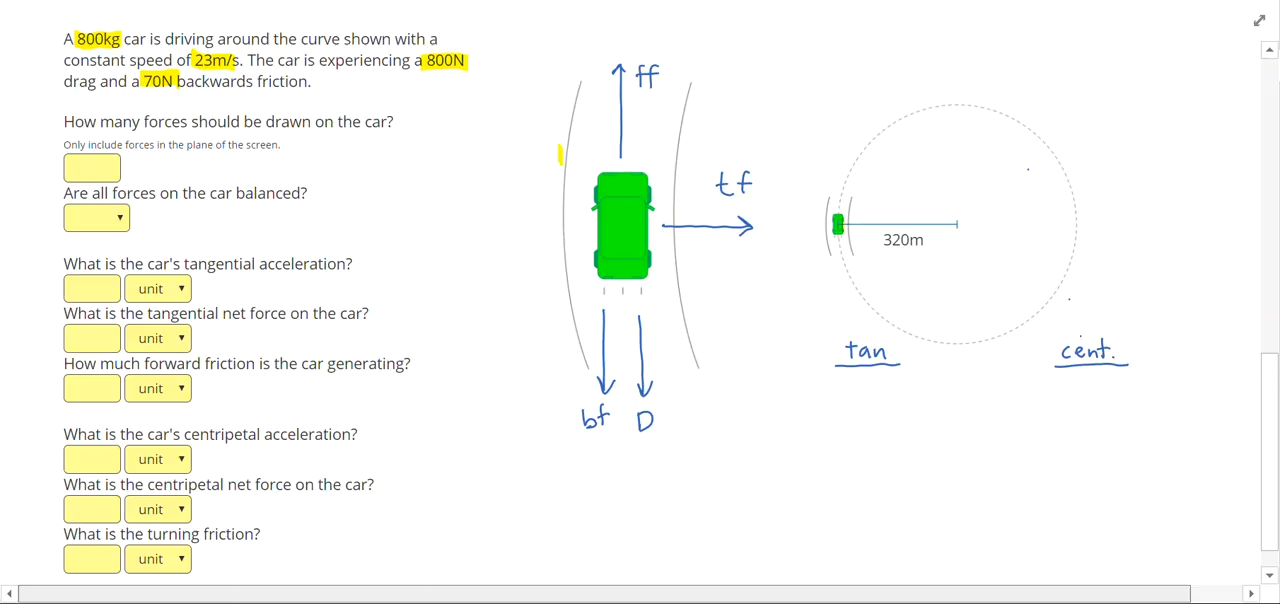 A 800kg car is driving around the curve shown with a
constant speed of 23m/s. The car is experiencing a 800N
drag and a 70N backwards friction.
How many forces should be drawn on the car?
Only include forces in the plane of the screen.
Are all forces on the car balanced?
What is the car's tangential acceleration?
unit
What is the tangential net force on the car?
unit
How much forward friction is the car generating?
unit
What is the car's centripetal acceleration?
unit
What is the centripetal net force on the car?
unit
What is the turning friction?
unit
ff
tf
bf D
320m
tan cent.